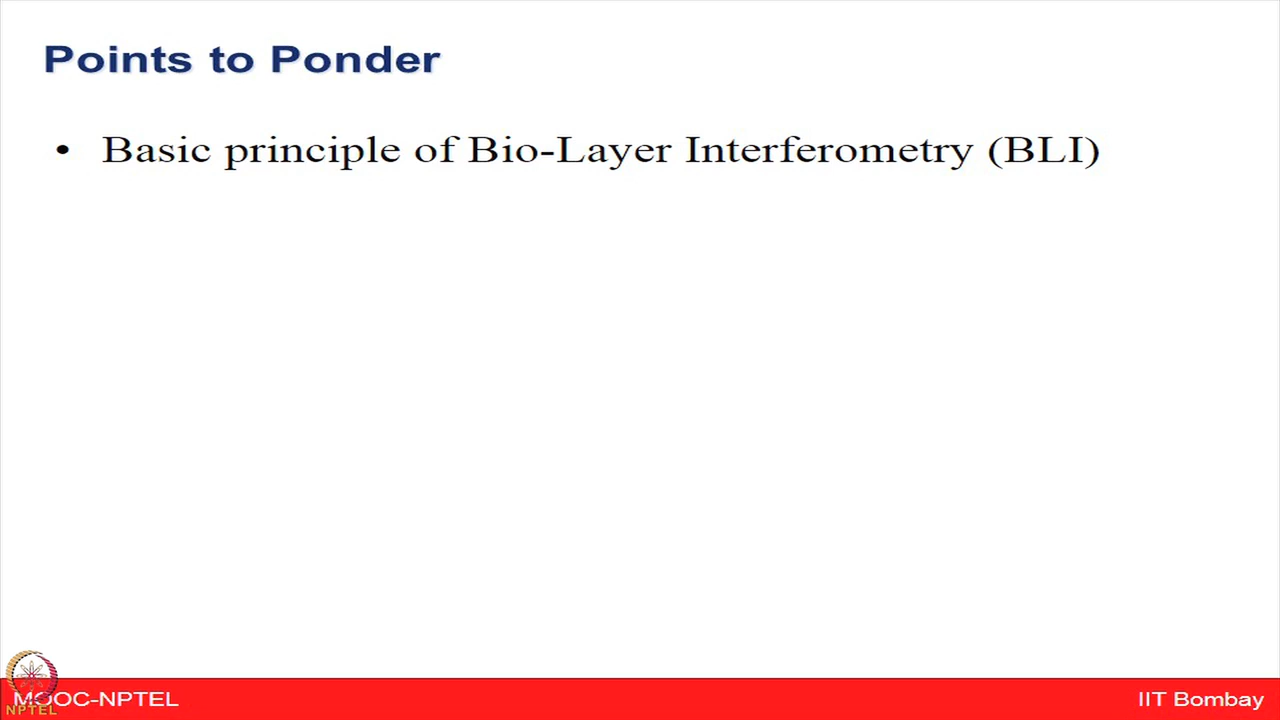 Points to Ponder
• Basic principle of Bio-Layer Interferometry (BLI)
MOOC-NPTEL
NPTEL
IIT Bombay